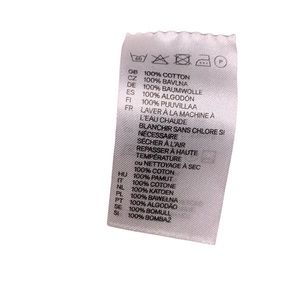 GB 100% COTTON
CZ 100% BAVLNA
DE 100% BAUMWOLLE
ES 100% ALGODÓN
FI 100% PUUVILLAA
FR LAVER À LA MACHINE À
L'EAU CHAUDE
BLANCHIR SANS CHLORE SI
NÉCESSAIRE
SÉCHER À L'AIR
REPASSER À HAUTE
TEMPÉRATURE
OU NETTOYAGE À SEC
100% COTON
HU 100% PAMUT
IT 100% COTONE
NL 100% KATOEN
PL 100% BAWEŁNA
PT 100% ALGODÃO
SE 100% BOMULL
SI 100% BOMBAŽ